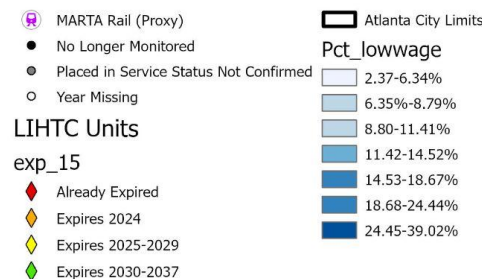 MARTA Rail (Proxy)
No Longer Monitored
Placed in Service Status Not Confirmed
Year Missing
LIHTC Units
exp_15
Already Expired
Expires 2024
Expires 2025-2029
Expires 2030-2037
Atlanta City Limits
Pct_lowwage
2.37-6.34%
6.35%-8.79%
8.80-11.41%
11.42-14.52%
14.53-18.67%
18.68-24.44%
24.45-39.02%